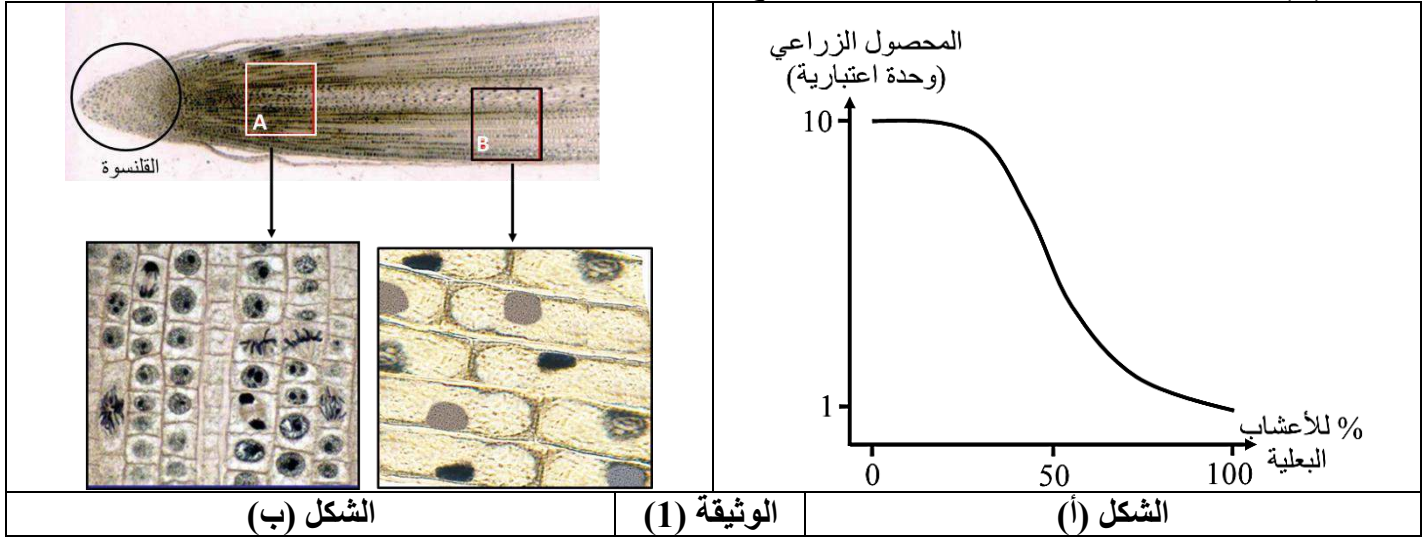 المحصول الزراعي
(وحدة اعتبارية)
10
1
0
50
100
% للأعشاب
البعلية
A
B
القلنسوة
الشكل (أ)
الوثيقة (1)
الشكل (ب)